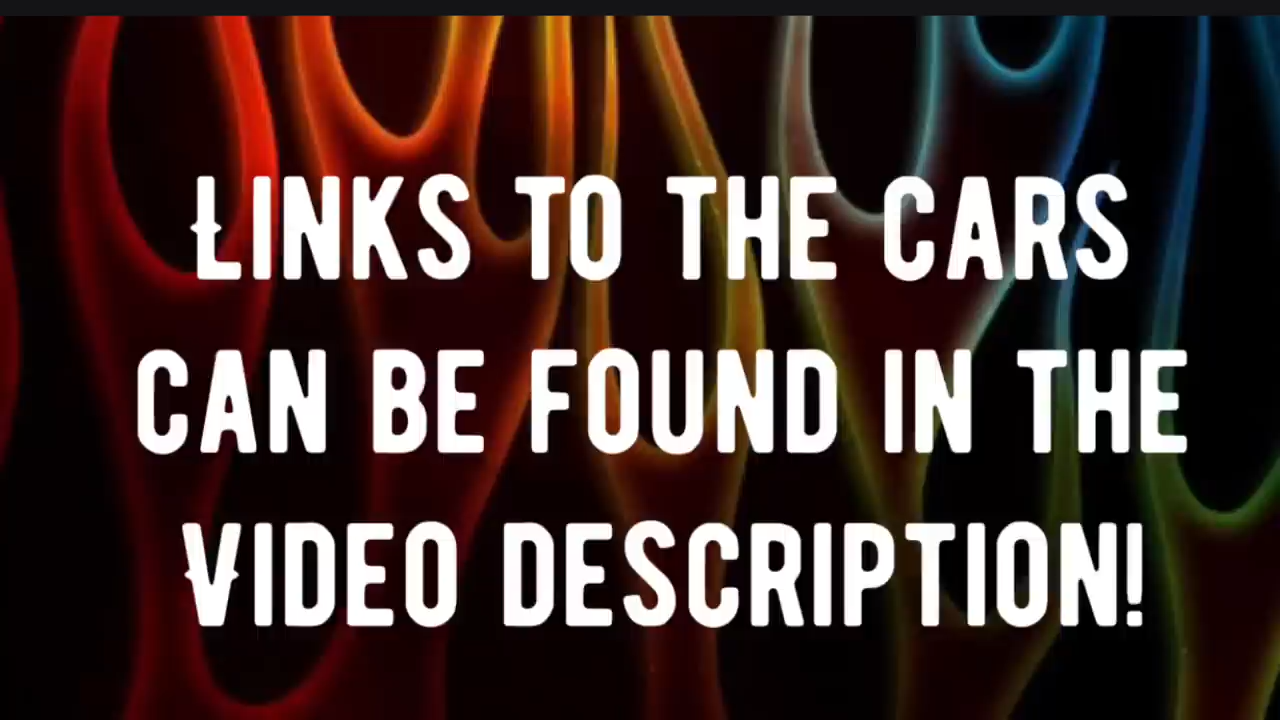 Links to the cars
can be found in the
Video description!